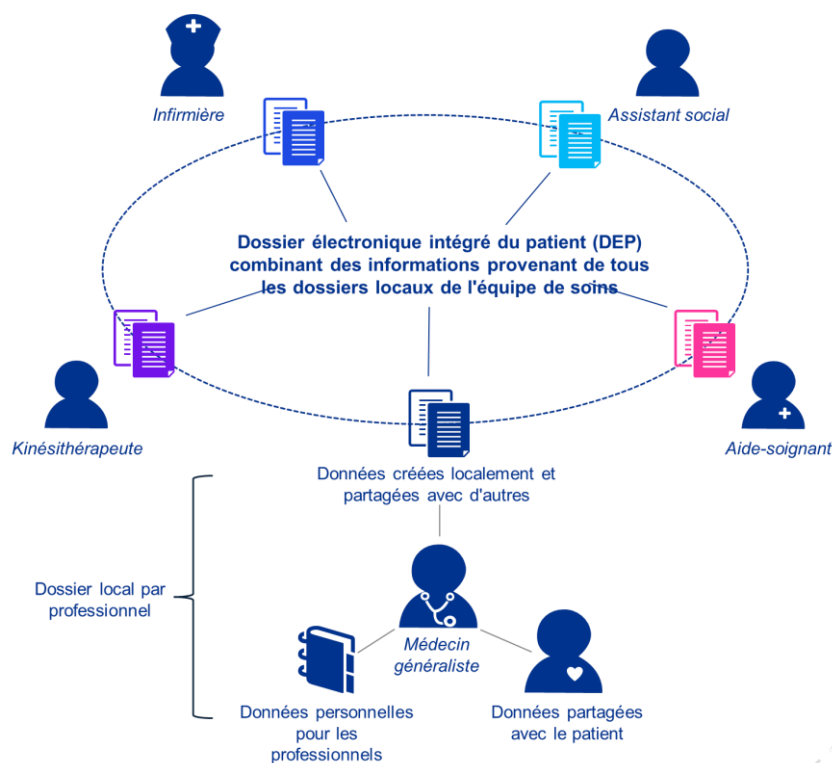 Infirmière
Assistant social
Dossier électronique intégré du patient (DEP)
combinant des informations provenant de tous
les dossiers locaux de l'équipe de soins
Kinésithérapeute
Aide-soignant
Données créées localement et
partagées avec d'autres
Dossier local par
professionnel
Médecin
généraliste
Données personnelles
pour les
professionnels
Données partagées
avec le patient